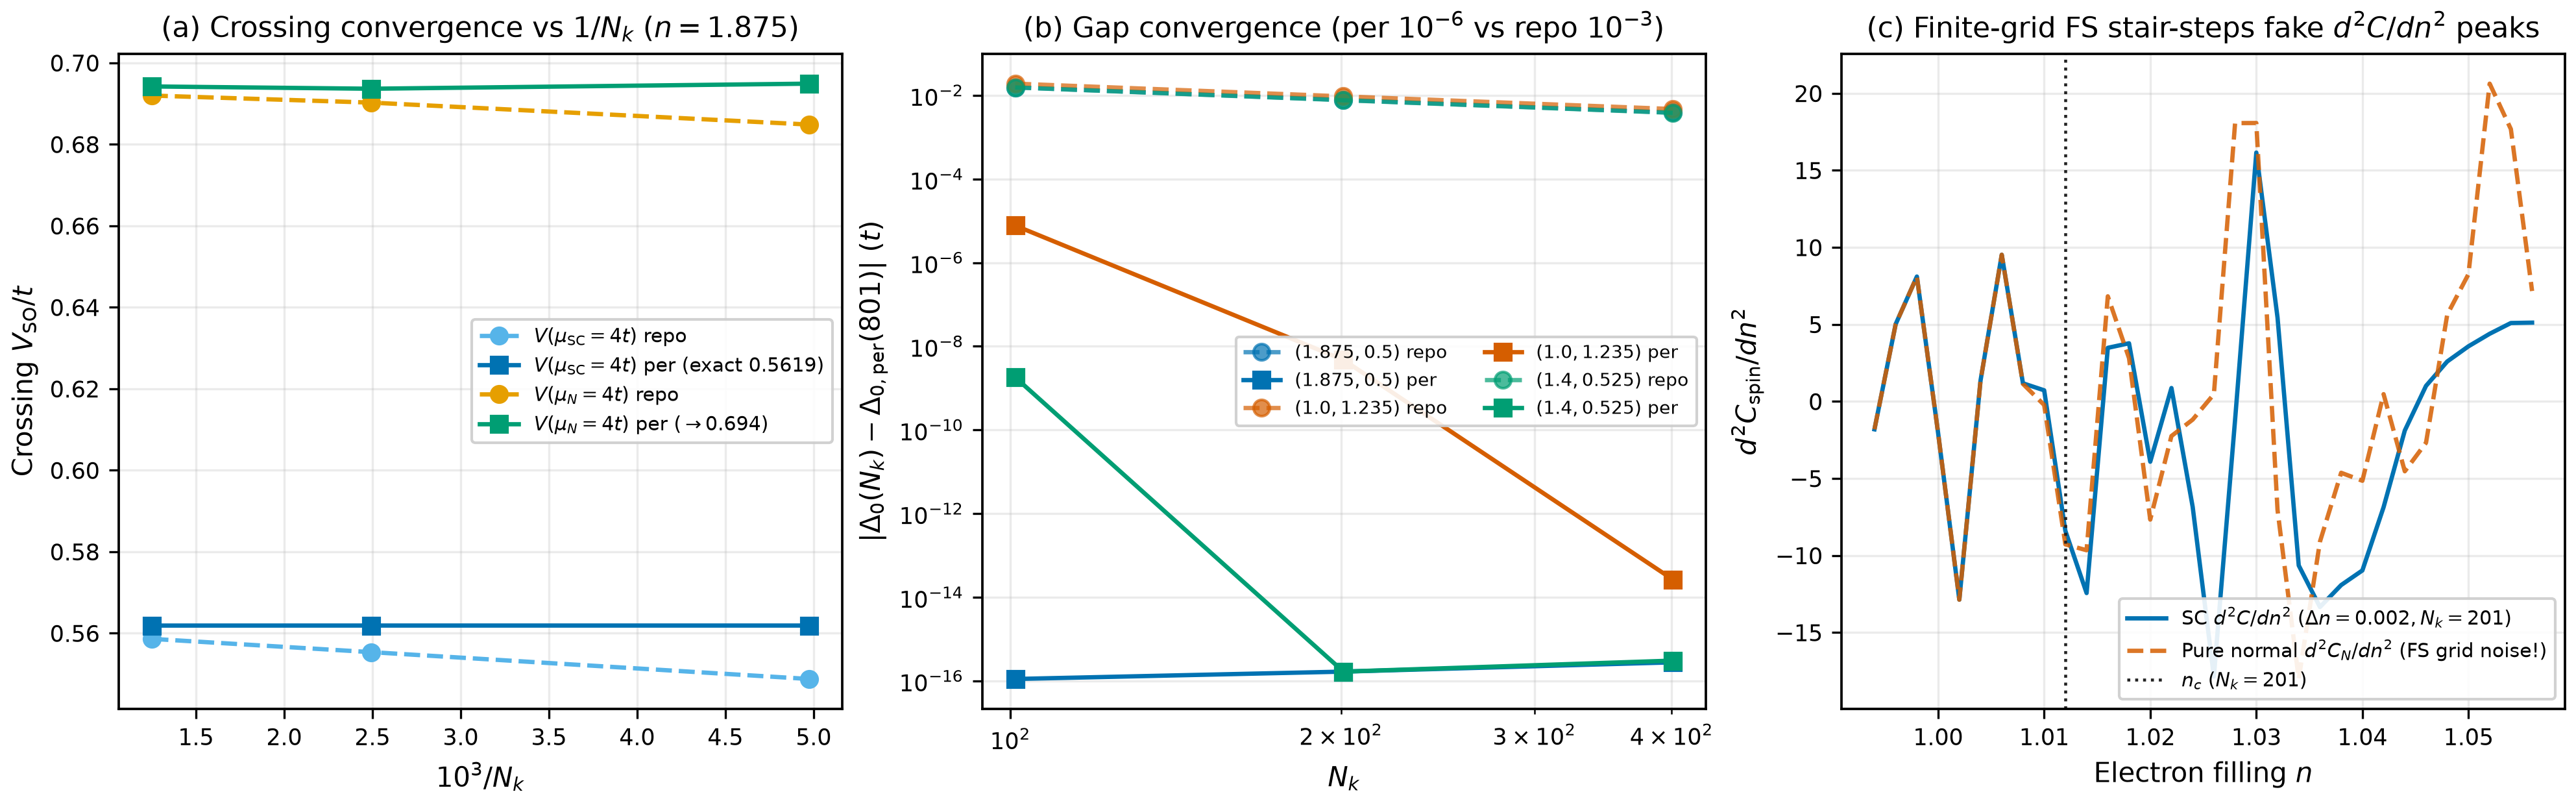 (a) Crossing convergence vs 1/N_k (n = 1.875)
0.70
0.68
0.66
0.64
0.62
0.60
0.58
0.56
Crossing V_SO/t
V(μ_SC = 4t) repo
V(μ_SC = 4t) per (exact 0.5619)
V(μ_N = 4t) repo
V(μ_N = 4t) per (→0.694)
1.5 2.0 2.5 3.0 3.5 4.0 4.5 5.0
10³/N_k
(b) Gap convergence (per 10⁻⁶ vs repo 10⁻³)
10⁻²
10⁻⁴
10⁻⁶
10⁻⁸
10⁻¹⁰
10⁻¹²
10⁻¹⁴
10⁻¹⁶
|Δ₀(N_k) − Δ_0,per(801)| (t)
(1.875, 0.5) repo
(1.875, 0.5) per
(1.0, 1.235) repo
(1.0, 1.235) per
(1.4, 0.525) repo
(1.4, 0.525) per
10² 2 × 10² 3 × 10² 4 × 10²
N_k
(c) Finite-grid FS stair-steps fake d²C/dn² peaks
20
15
10
5
0
−5
−10
−15
d²C_spin/dn²
SC d²C/dn² (Δn = 0.002, N_k = 201)
Pure normal d²C_N/dn² (FS grid noise!)
n_c (N_k = 201)
1.00 1.01 1.02 1.03 1.04 1.05
Electron filling n